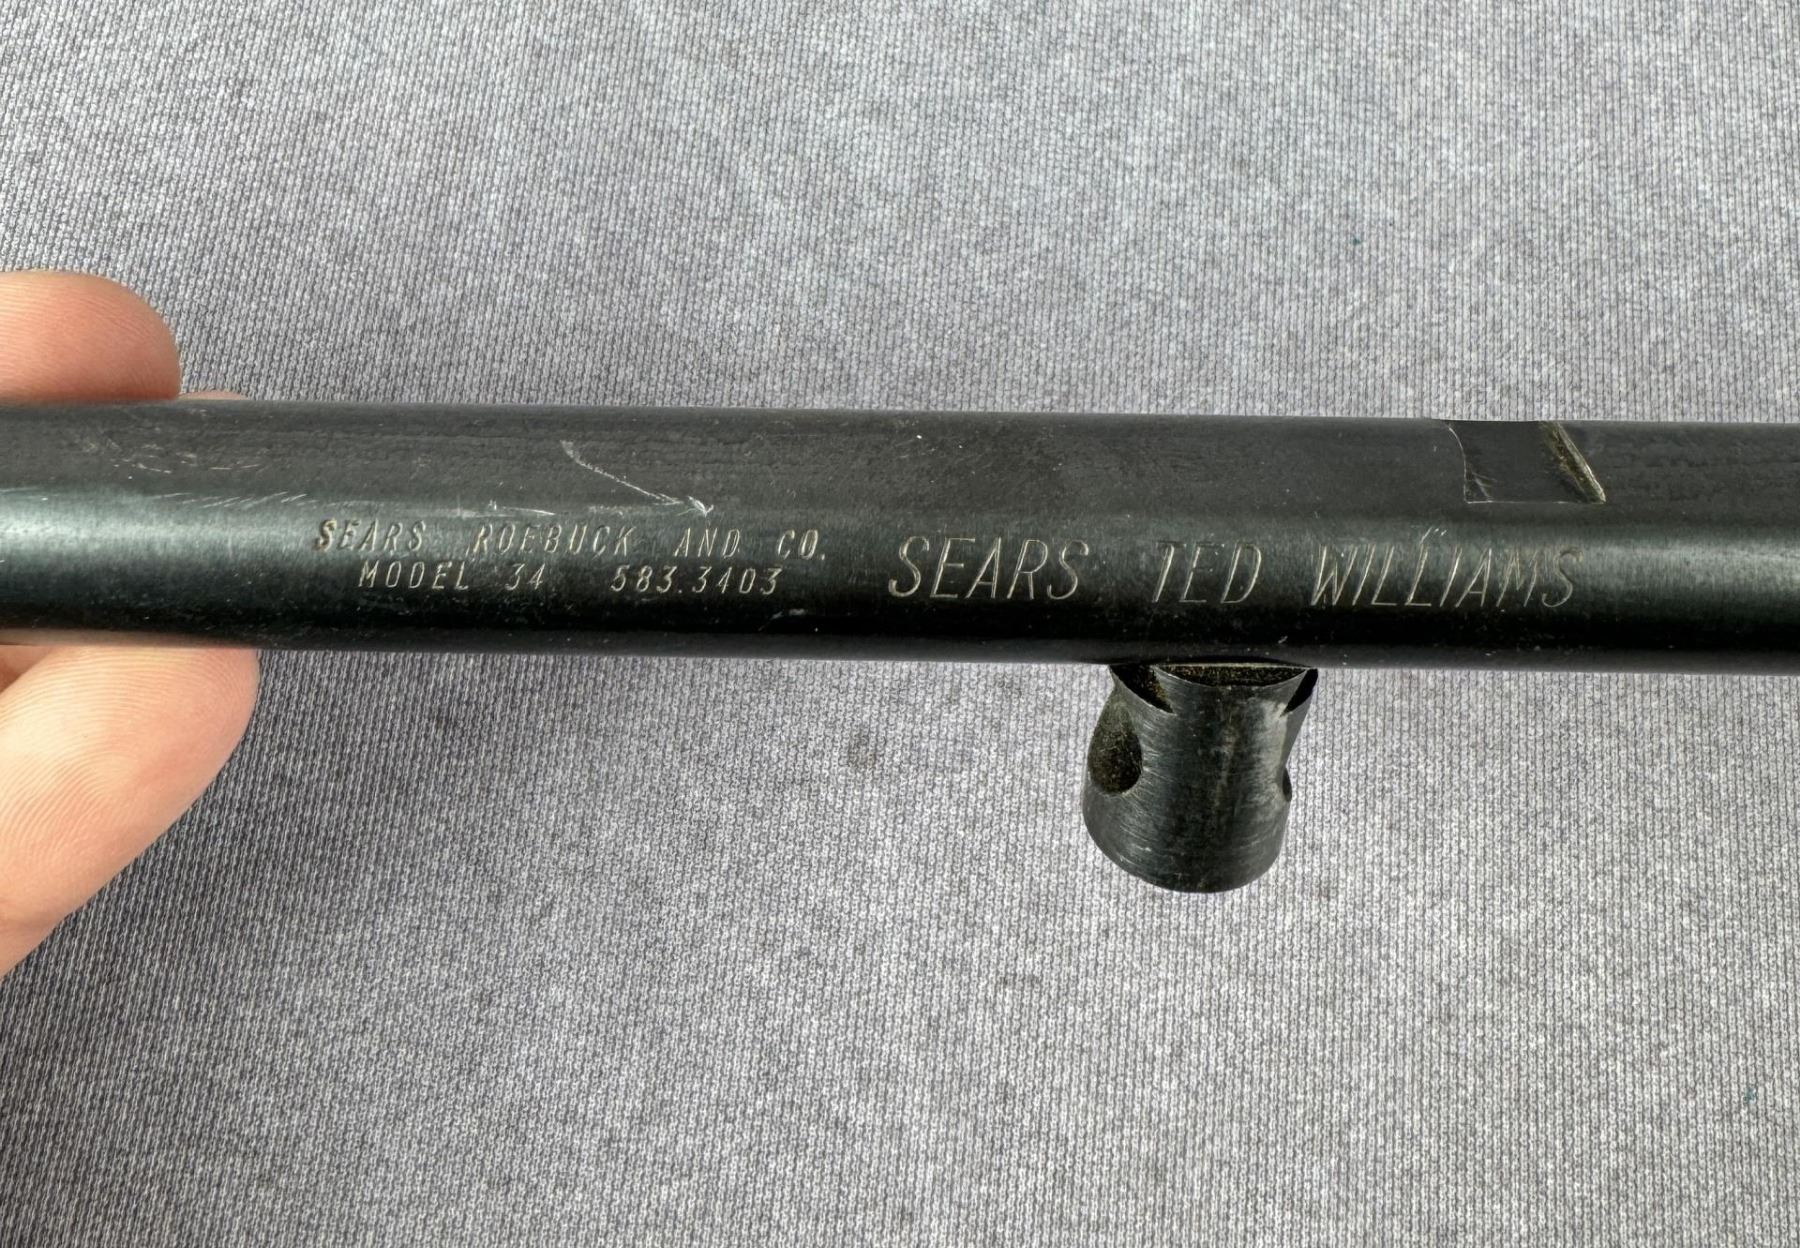 SEARS ROEBUCK AND CO.
MODEL 34 583.3403
SEARS TED WILLIAMS